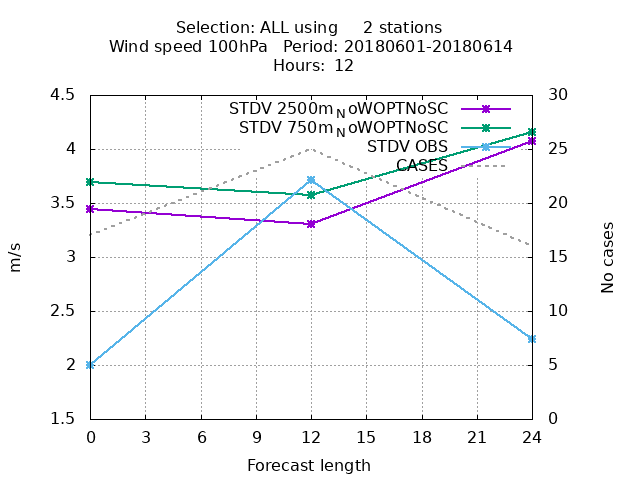 Selection: ALL using 2 stations
Wind speed 100hPa Period: 20180601-20180614
Hours: 12
STDV 2500m_NoWOPTNoSC
STDV 750m_NoWOPTNoSC
STDV OBS
CASES
4.5
4
3.5
3
2.5
2
1.5
m/s
30
25
20
15
10
5
0
No cases
0 3 6 9 12 15 18 21 24
Forecast length